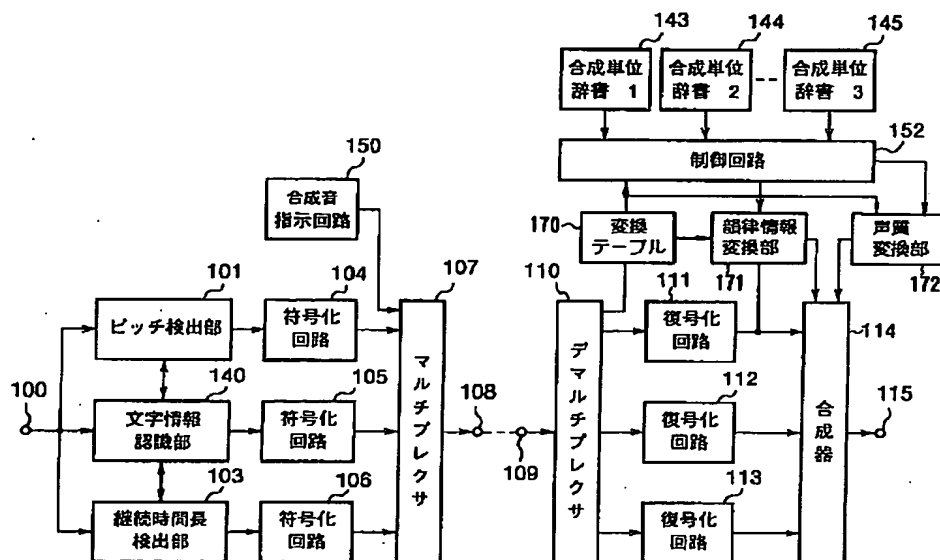 143
144
145
合成単位
辞書 1
合成単位
辞書 2
合成単位
辞書 3
152
制御回路
150
合成音
指示回路
170
変換
テーブル
韻律情報
変換部
171
声質
変換部
172
101
ピッチ検出部
104
符号化
回路
107
マルチプレクサ
110
デマルチプレクサ
111
復号化
回路
114
合成器
100
140
文字情報
認識部
105
符号化
回路
108
109
112
復号化
回路
115
103
継続時間長
検出部
106
符号化
回路
113
復号化
回路